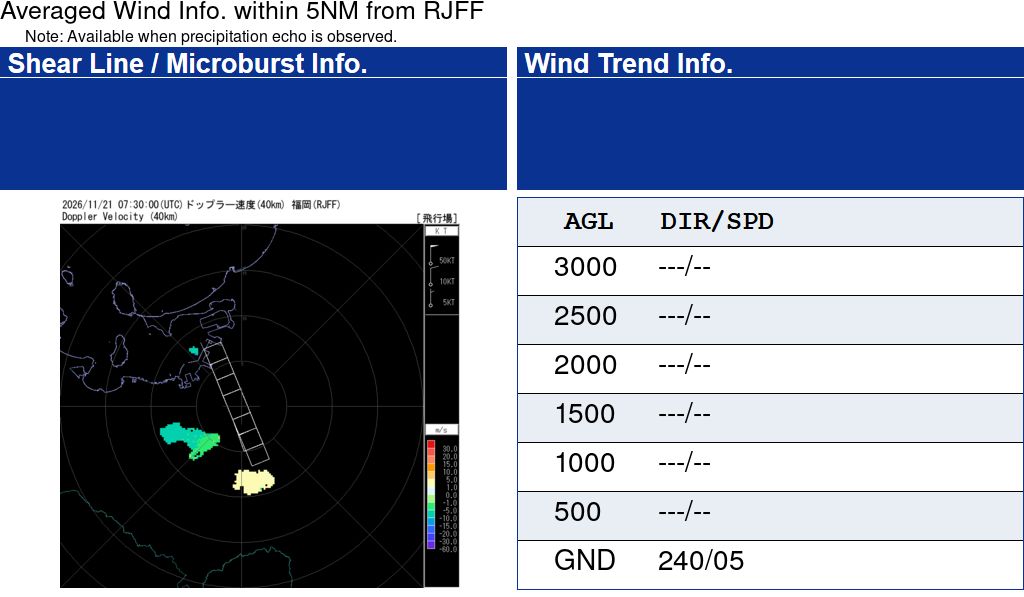 Averaged Wind Info. within 5NM from RJFF
Note: Available when precipitation echo is observed.
Shear Line / Microburst Info.
Wind Trend Info.
2026/11/21 07:30:00(UTC) ドップラー速度(40km) 福岡(RJFF)
Doppler Velocity (40km)
[飛行場]
KT
50KT
10KT
5KT
m/s
30.0
20.0
15.0
10.0
5.0
1.0
0.0
-1.0
-5.0
-10.0
-15.0
-20.0
-30.0
-60.0
AGL DIR/SPD
3000 ---/--
2500 ---/--
2000 ---/--
1500 ---/--
1000 ---/--
500 ---/--
GND 240/05